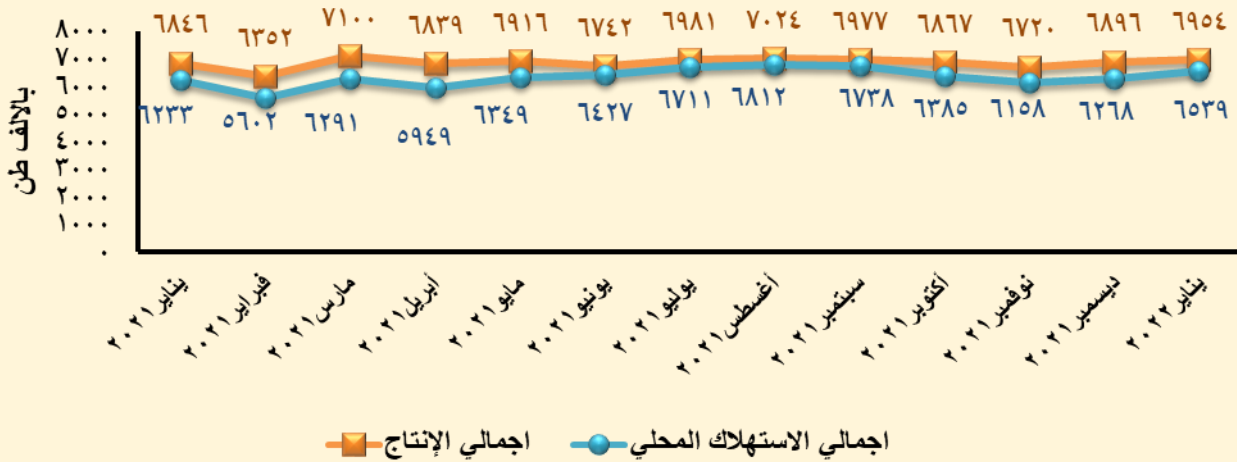 ٦٨٤٦ ٦٣٥٢ ٧١٠٠ ٦٨٣٩ ٦٩١٦ ٦٧٤٢ ٦٩٨١ ٧٠٢٤ ٦٩٧٧ ٦٨٦٧ ٦٧٢٠ ٦٨٩٦ ٦٩٥٤
٦٢٣٣ ٥٦٠٢ ٦٢٩١ ٥٩٤٩ ٦٣٤٩ ٦٤٢٧ ٦٧١١ ٦٨١٢ ٦٧٣٨ ٦٣٨٥ ٦١٥٨ ٦٢٦٨ ٦٥٣٩
بالالف طن
٨٠٠٠
٧٠٠٠
٦٠٠٠
٥٠٠٠
٤٠٠٠
٣٠٠٠
٢٠٠٠
١٠٠٠
٠
يناير٢٠٢١
فبراير٢٠٢١
مارس٢٠٢١
أبريل٢٠٢١
مايو٢٠٢١
يونيو٢٠٢١
يوليو٢٠٢١
أغسطس٢٠٢١
سبتمبر٢٠٢١
أكتوبر٢٠٢١
نوفمبر٢٠٢١
ديسمبر٢٠٢١
يناير٢٠٢٢
اجمالي الإنتاج
اجمالي الاستهلاك المحلي